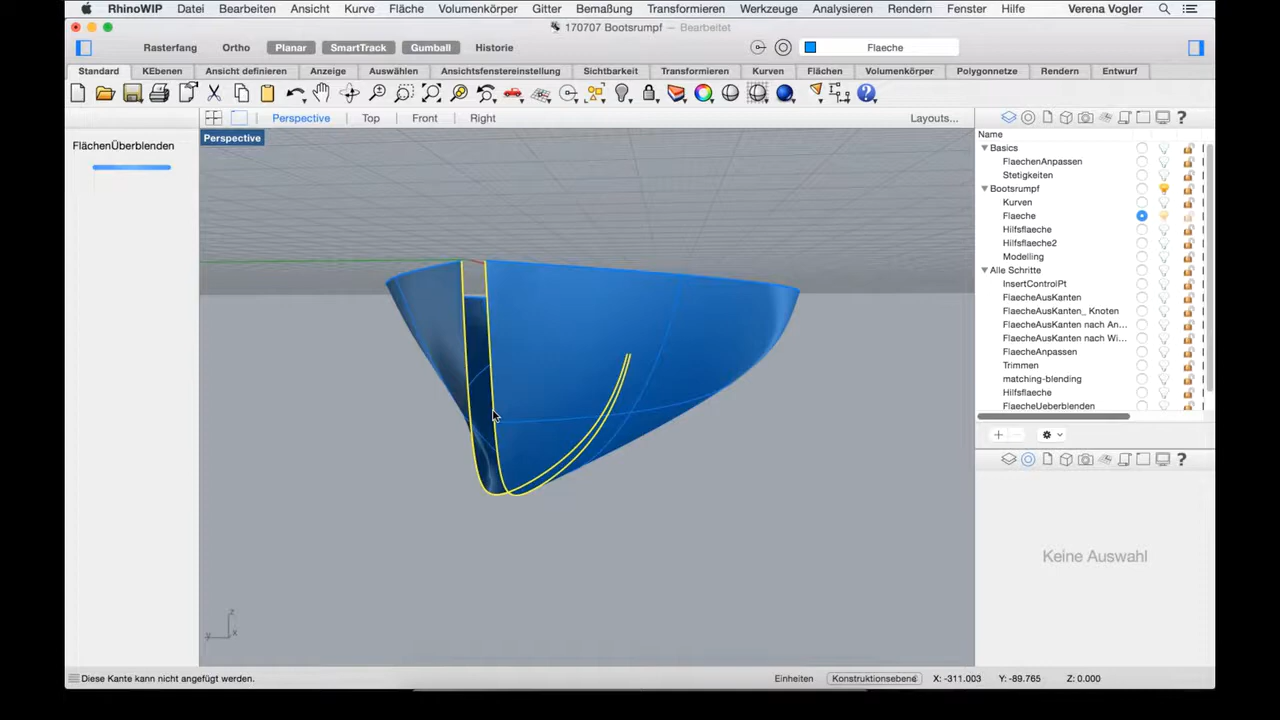 RhinoWIP Datei Bearbeiten Ansicht Kurve Fläche Volumenkörper Gitter Bemaßung Transformieren Werkzeuge Analysieren Rendern Fenster Hilfe Verena Vogler
170707 Bootsrumpf — Bearbeitet
Rasterfang Ortho Planar SmartTrack Gumball Historie Flaeche
Standard KEbenen Ansicht definieren Anzeige Auswählen Ansichtsfenstereinstellung Sichtbarkeit Transformieren Kurven Flächen Volumenkörper Polygonnetze Rendern Entwurf
Perspective Top Front Right Layouts...
Perspective
FlächenÜberblenden
Name
Basics
FlaechenAnpassen
Stetigkeiten
Bootsrumpf
Kurven
Flaeche
Hilfsflaeche
Hilfsflaeche2
Modelling
Alle Schritte
InsertControlPt
FlaecheAusKanten
FlaecheAusKanten_ Knoten
FlaecheAusKanten nach An...
FlaecheAusKanten nach Wi...
FlaecheAnpassen
Trimmen
matching-blending
Hilfsflaeche
FlaecheUeberblenden
Keine Auswahl
z
y
x
Diese Kante kann nicht angefügt werden. Einheiten Konstruktionsebene X: -311.003 Y: -89.765 Z: 0.000